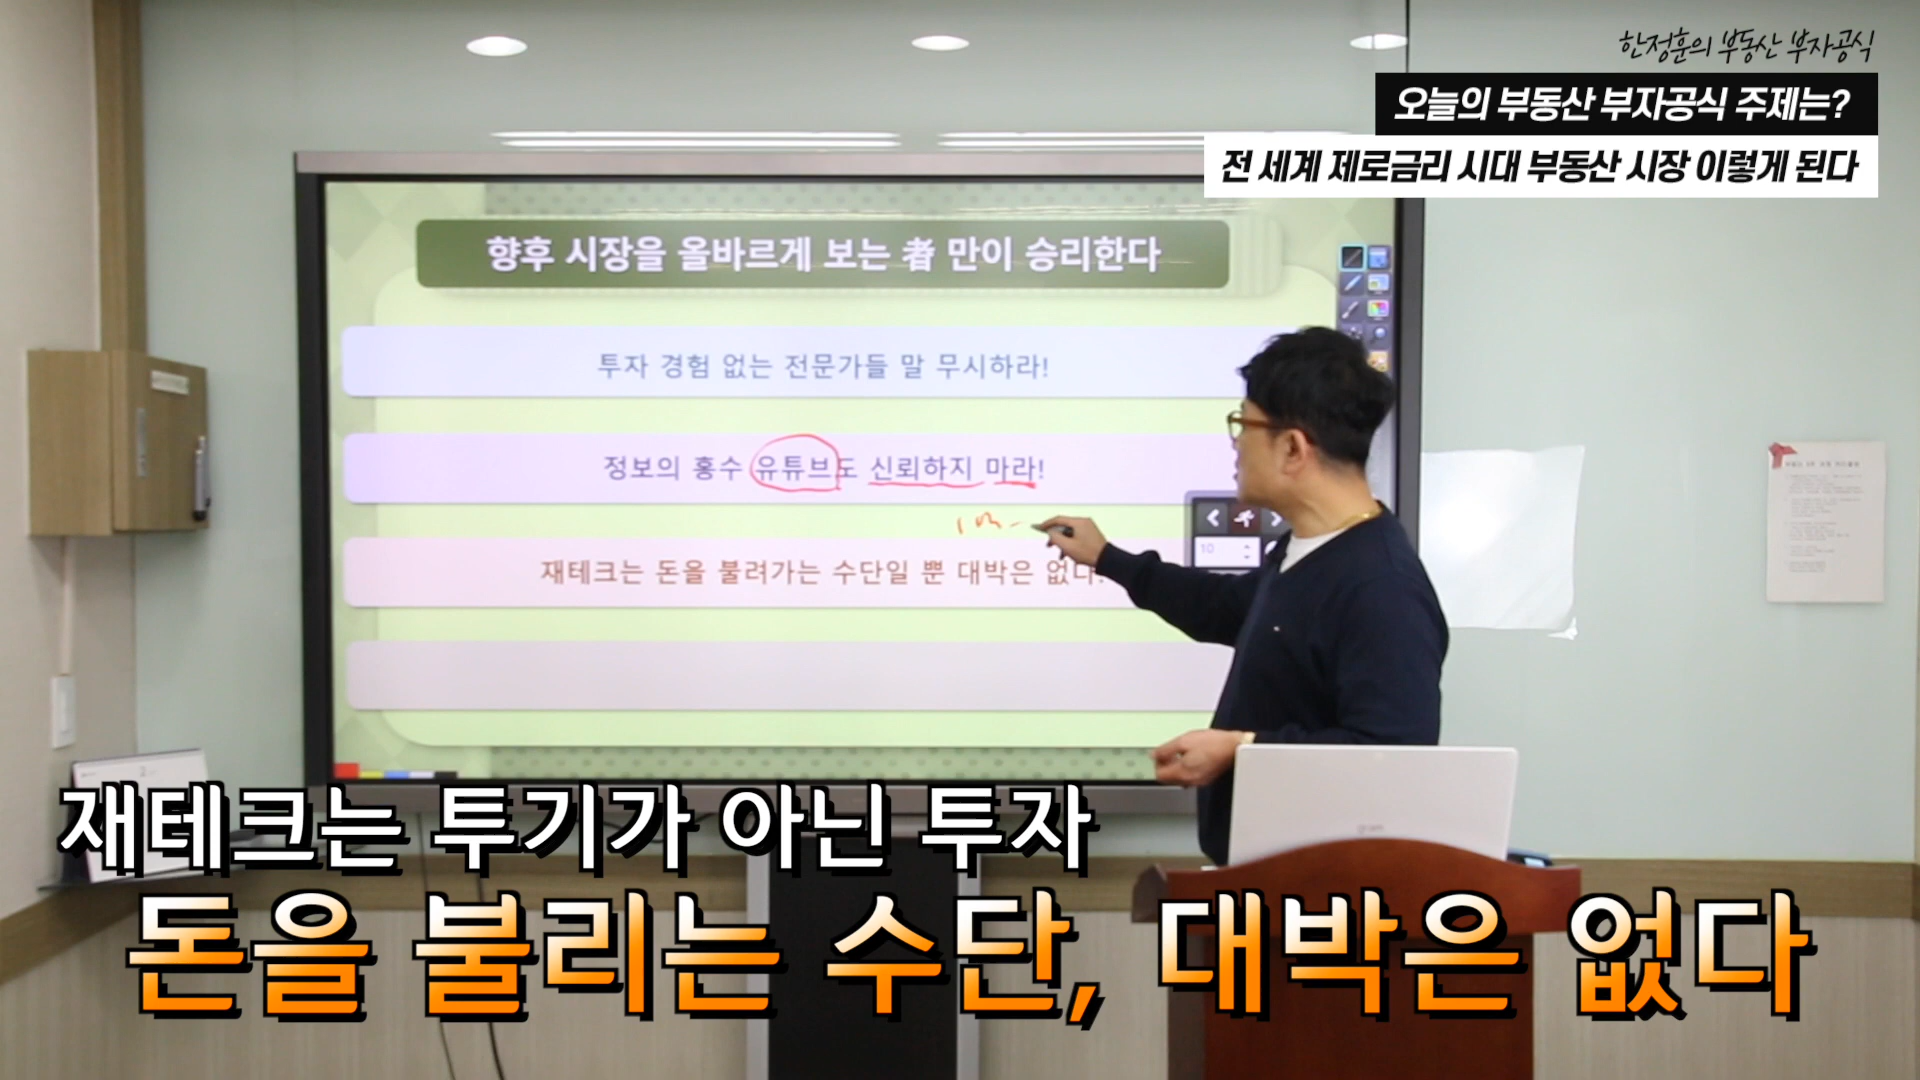 한정훈의 부동산 부자공식
오늘의 부동산 부자공식 주제는?
전 세계 제로금리 시대 부동산 시장 이렇게 된다
향후 시장을 올바르게 보는 者 만이 승리한다
투자 경험 없는 전문가들 말 무시하라!
정보의 홍수 유튜브도 신뢰하지 마라!
재테크는 돈을 불려가는 수단일 뿐 대박은 없다!
10
재테크는 투기가 아닌 투자
돈을 불리는 수단, 대박은 없다